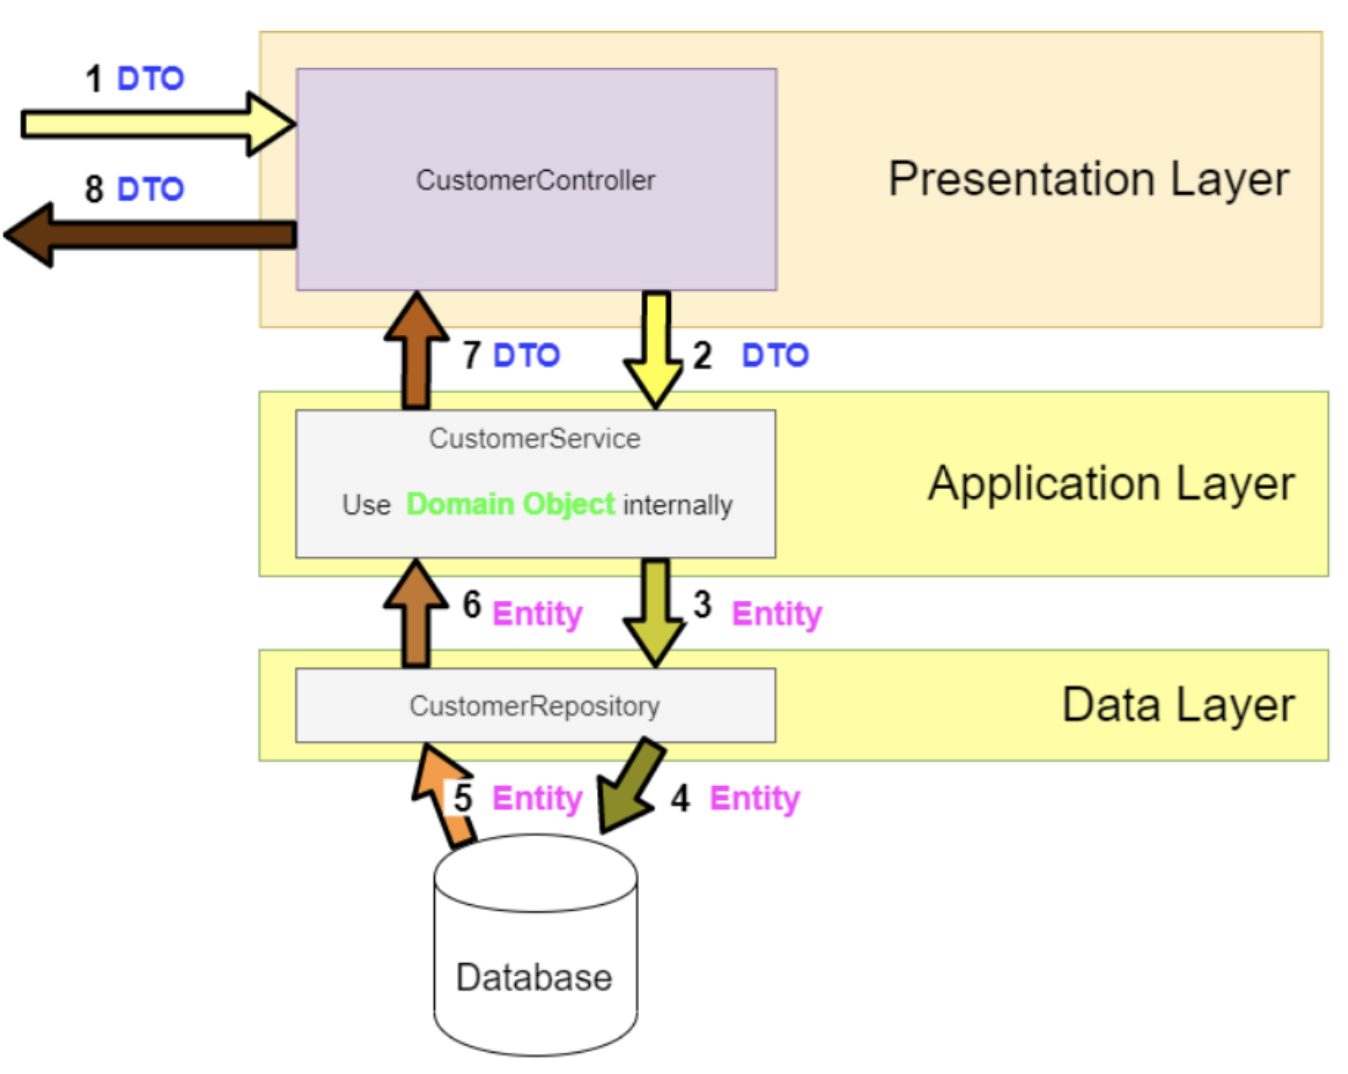 1 DTO
8 DTO
CustomerController
Presentation Layer
7 DTO
2 DTO
CustomerService
Use Domain Object internally
Application Layer
6 Entity
3 Entity
CustomerRepository
Data Layer
5 Entity
4 Entity
Database